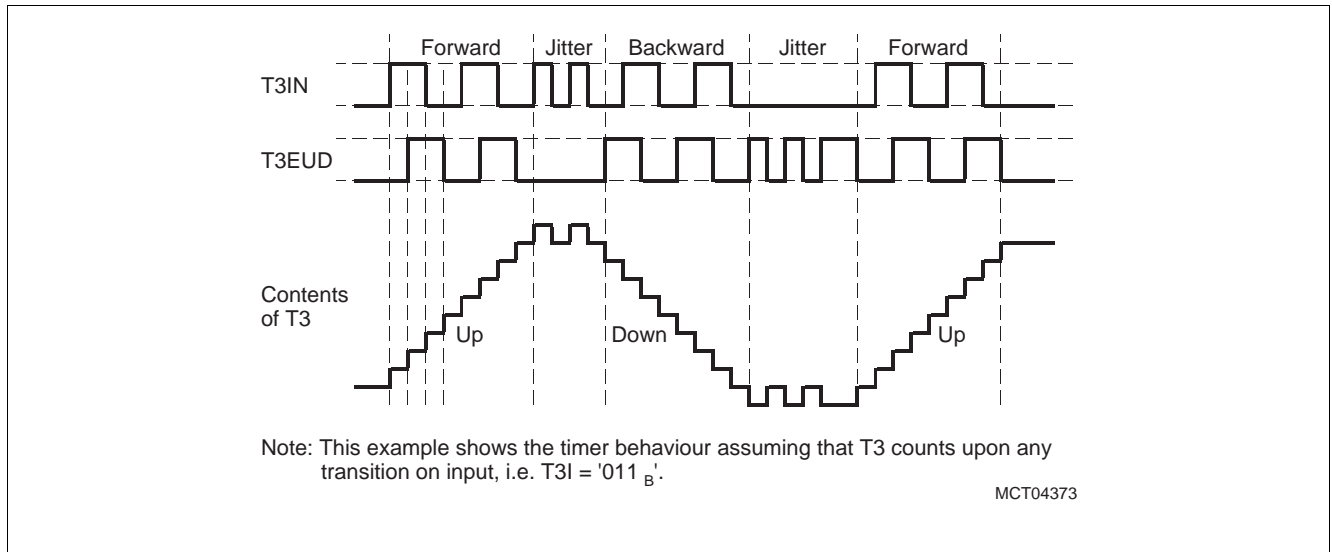 Forward Jitter Backward Jitter Forward
T3IN
T3EUD
Contents
of T3
Up Down Up
Note: This example shows the timer behaviour assuming that T3 counts upon any
transition on input, i.e. T3I = '011 B'.
MCT04373